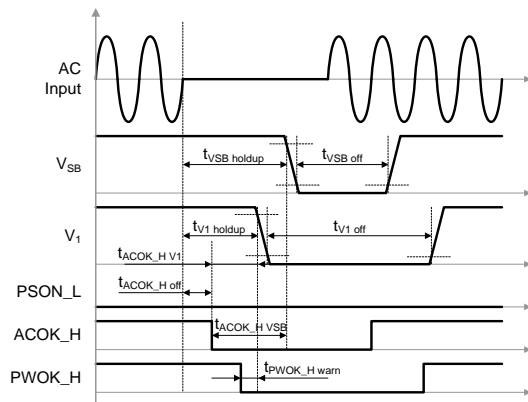 AC
Input
VSB
tVSB holdup
tVSB off
V1
tV1 holdup
tV1 off
tACOK_H V1
tACOK_H off
PSON_L
ACOK_H
tACOK_H VSB
PWOK_H
tPWOK_H warn